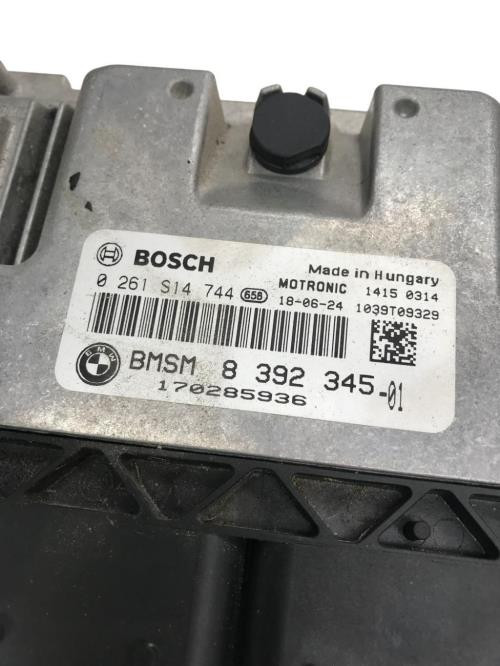 BOSCH Made in Hungary
0 261 S14 744 658 MOTRONIC 1415 0314
18-06-24 1039T09329
BMW BMSM 8 392 345-01
170285936